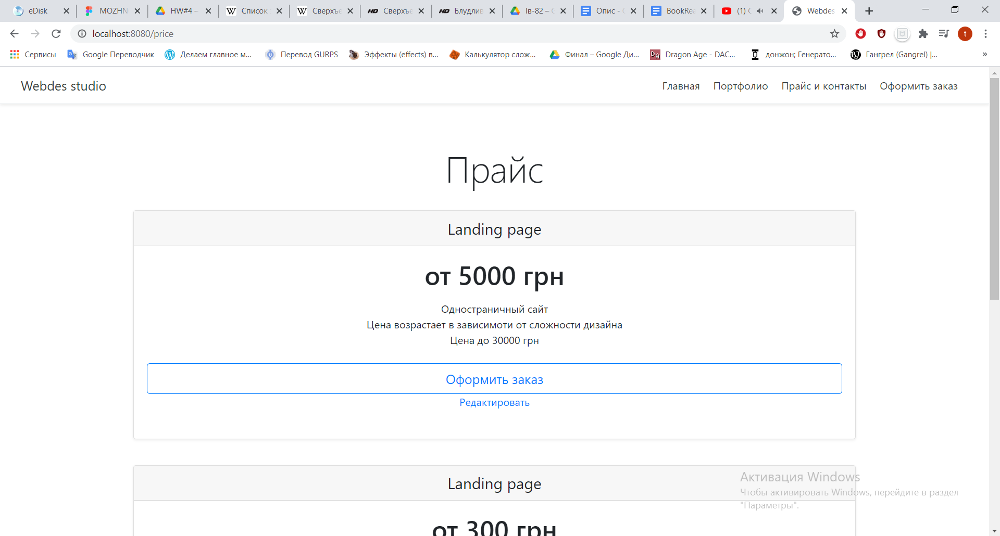 eDisk
MOZHN
HW#4 –
Список
Сверхъе
Сверхъе
Блудлив
Ів-82 – С
Опис - G
BookRea
(1) С
Webdes
localhost:8080/price
t
Сервисы
Google Переводчик
Делаем главное м...
Перевод GURPS
Эффекты (effects) в...
Калькулятор слож...
Финал – Google Ди...
Dragon Age - DAC...
донжон; Генерато...
Гангрел (Gangrel) |...
»
Webdes studio
Главная
Портфолио
Прайс и контакты
Оформить заказ
Прайс
Landing page
от 5000 грн
Одностраничный сайт
Цена возрастает в зависимоти от сложности дизайна
Цена до 30000 грн
Оформить заказ
Редактировать
Landing page
от 300 грн
Активация Windows
Чтобы активировать Windows, перейдите в раздел
"Параметры".